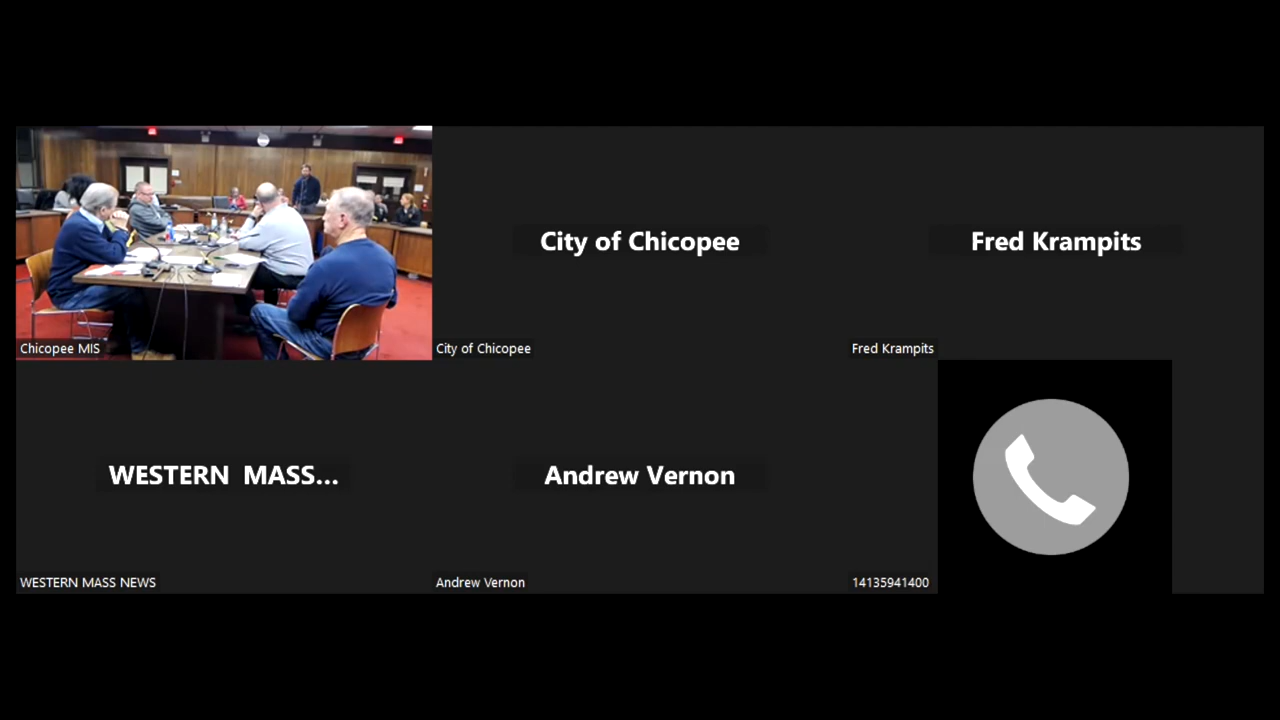 Chicopee MIS
City of Chicopee
City of Chicopee
Fred Krampits
Fred Krampits
WESTERN MASS...
WESTERN MASS NEWS
Andrew Vernon
Andrew Vernon
14135941400